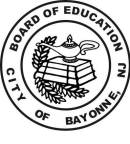 BOARD OF EDUCATION
CITY OF BAYONNE, NJ